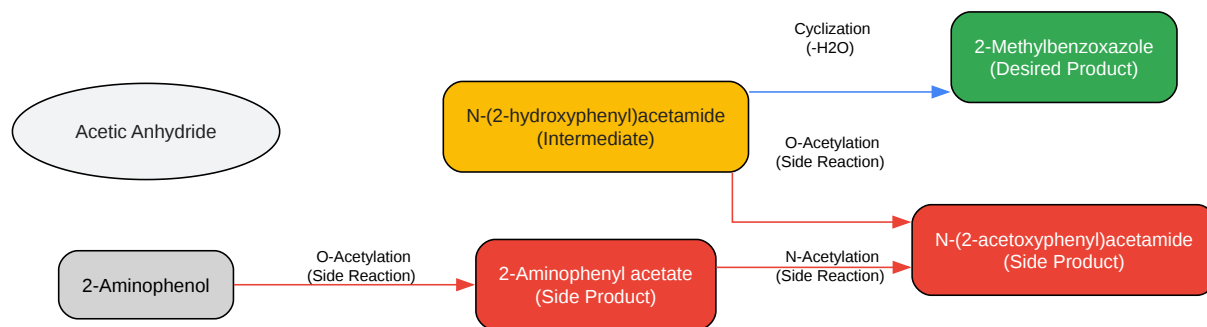 Cyclization
(-H2O)
2-Methylbenzoxazole
(Desired Product)
Acetic Anhydride
N-(2-hydroxyphenyl)acetamide
(Intermediate)
O-Acetylation
(Side Reaction)
N-(2-acetoxyphenyl)acetamide
(Side Product)
2-Aminophenol
O-Acetylation
(Side Reaction)
2-Aminophenyl acetate
(Side Product)
N-Acetylation
(Side Reaction)